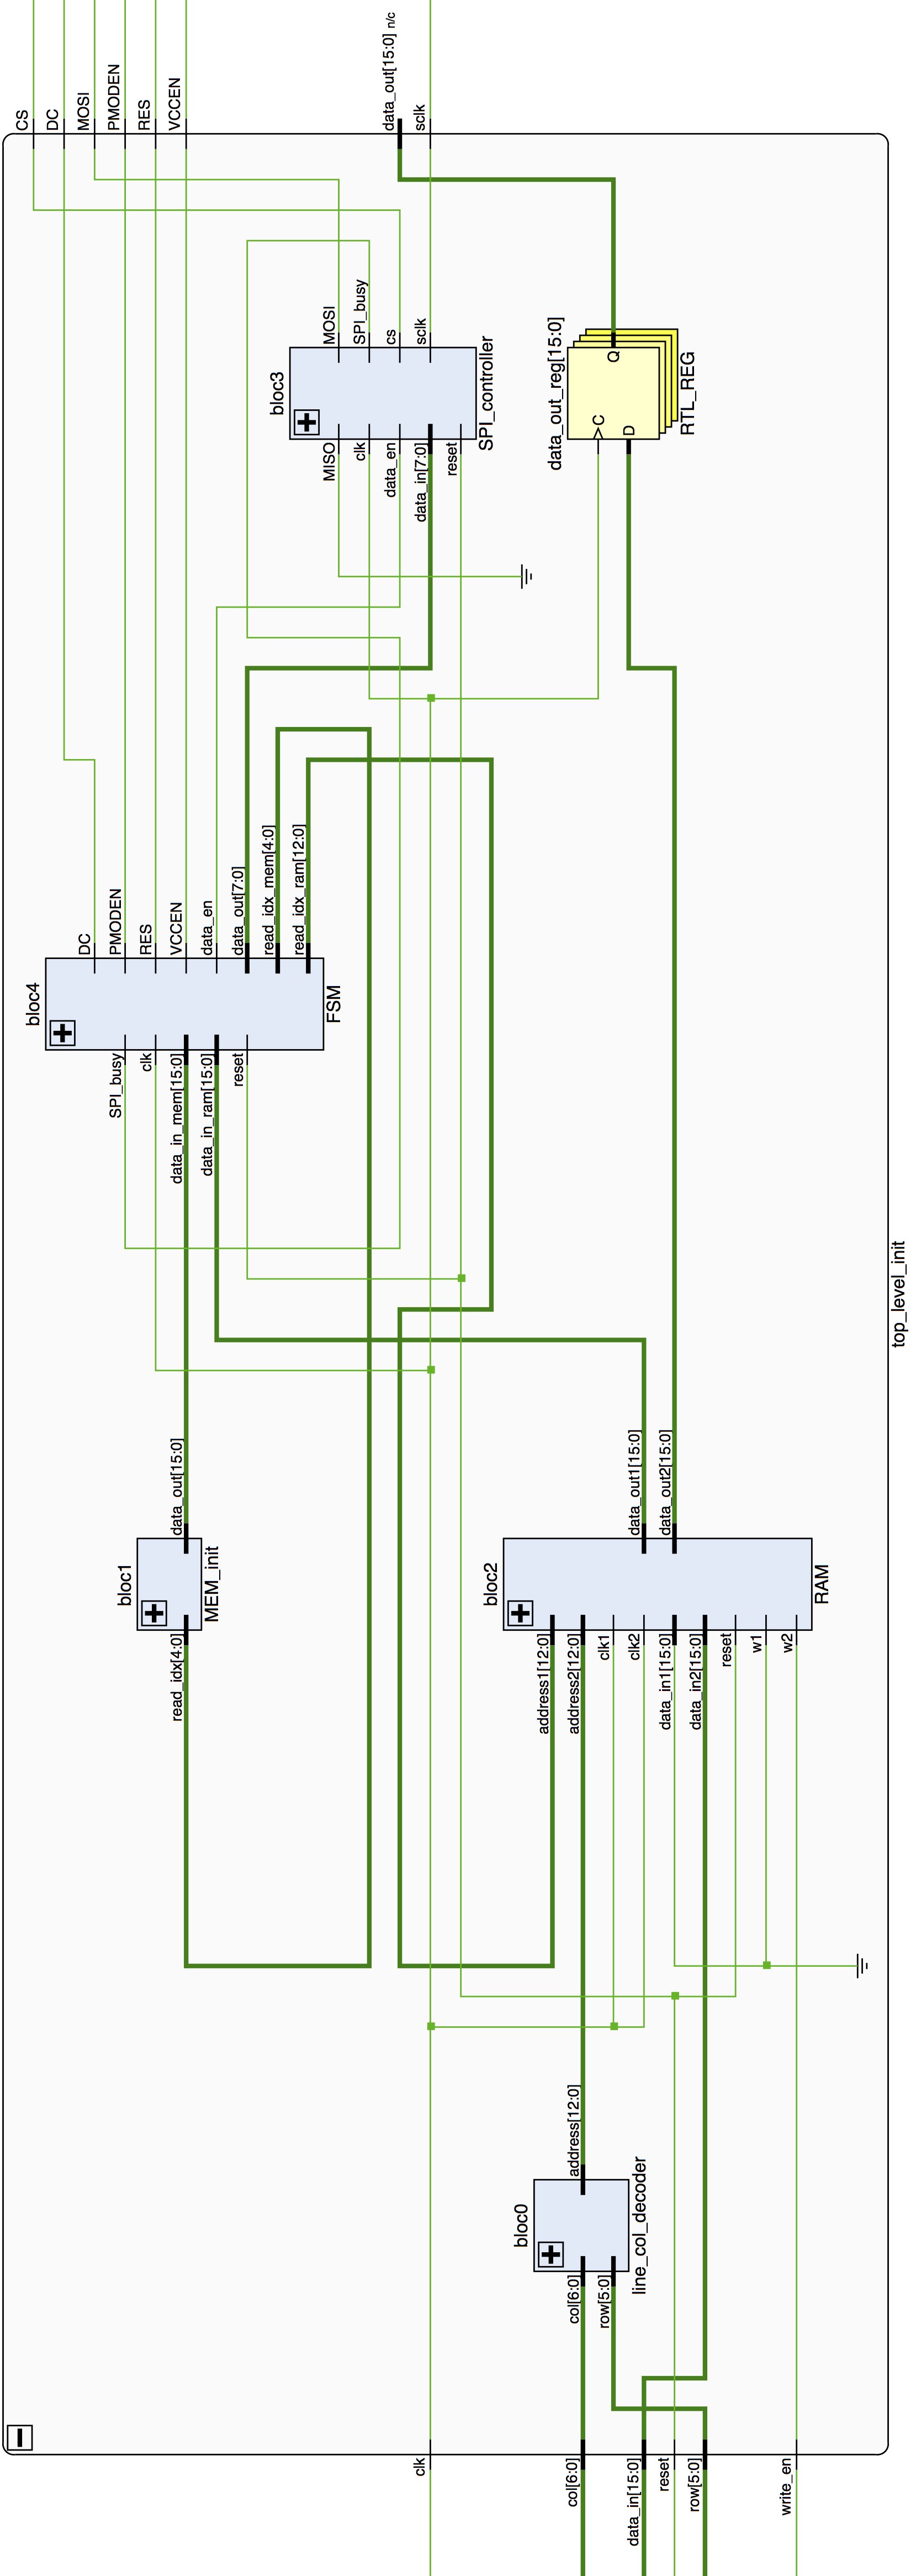 CS
DC
MOSI
PMODEN
RES
VCCEN
data_out[15:0] n/c
sclk
bloc3
MOSI
SPI_busy
cs
sclk
MISO
clk
data_en
data_in[7:0]
reset
SPI_controller
data_out_reg[15:0]
Q
C
D
RTL_REG
bloc4
DC
PMODEN
RES
VCCEN
data_en
data_out[7:0]
read_idx_mem[4:0]
read_idx_ram[12:0]
SPI_busy
clk
data_in_mem[15:0]
data_in_ram[15:0]
reset
FSM
top_level_init
bloc1
data_out[15:0]
read_idx[4:0]
MEM_init
bloc2
data_out1[15:0]
data_out2[15:0]
address1[12:0]
address2[12:0]
clk1
clk2
data_in1[15:0]
data_in2[15:0]
reset
w1
w2
RAM
bloc0
address[12:0]
col[6:0]
row[5:0]
line_col_decoder
clk
col[6:0]
data_in[15:0]
reset
row[5:0]
write_en